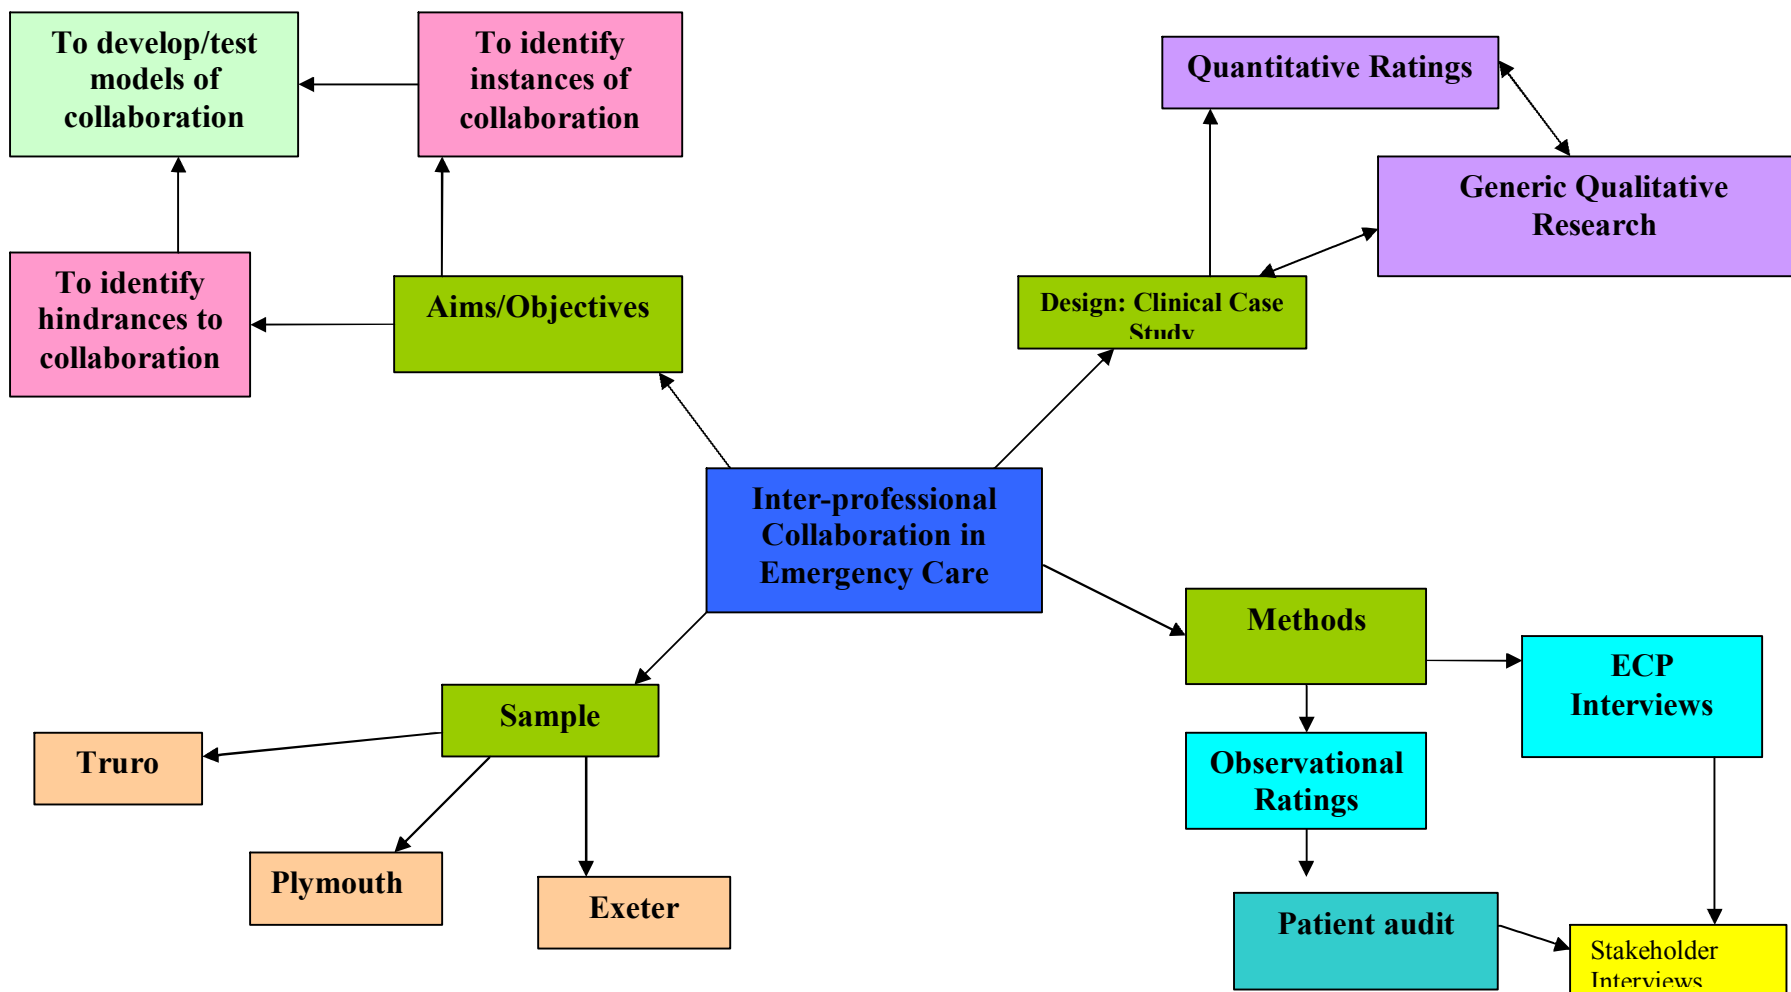 To develop/test
models of
collaboration
To identify
instances of
collaboration
Quantitative Ratings
Generic Qualitative
Research
To identify
hindrances to
collaboration
Aims/Objectives
Design: Clinical Case
Study
Inter-professional
Collaboration in
Emergency Care
Methods
ECP
Interviews
Sample
Truro
Observational
Ratings
Plymouth
Exeter
Patient audit
Stakeholder
Interviews